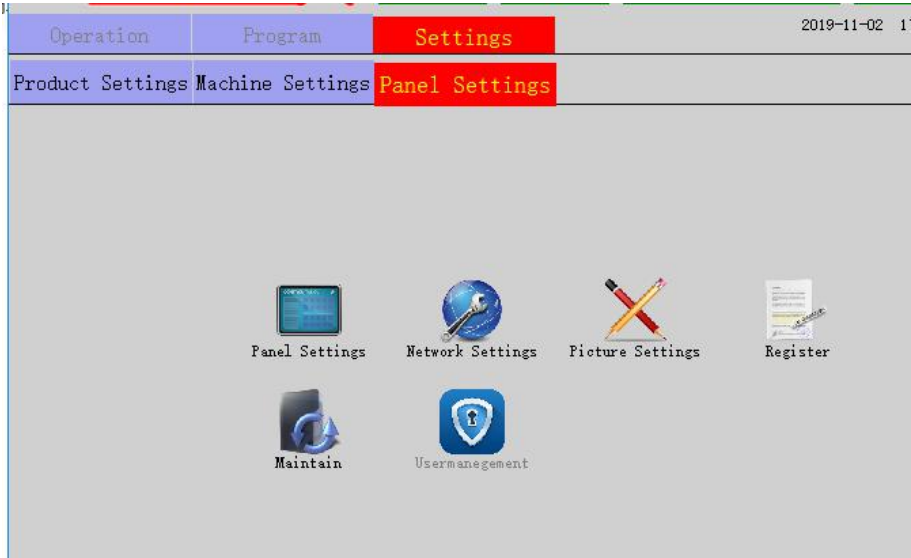 Operation Program Settings 2019-11-02
Product Settings Machine Settings Panel Settings
Panel Settings Network Settings Picture Settings Register
Maintain Usermanegement